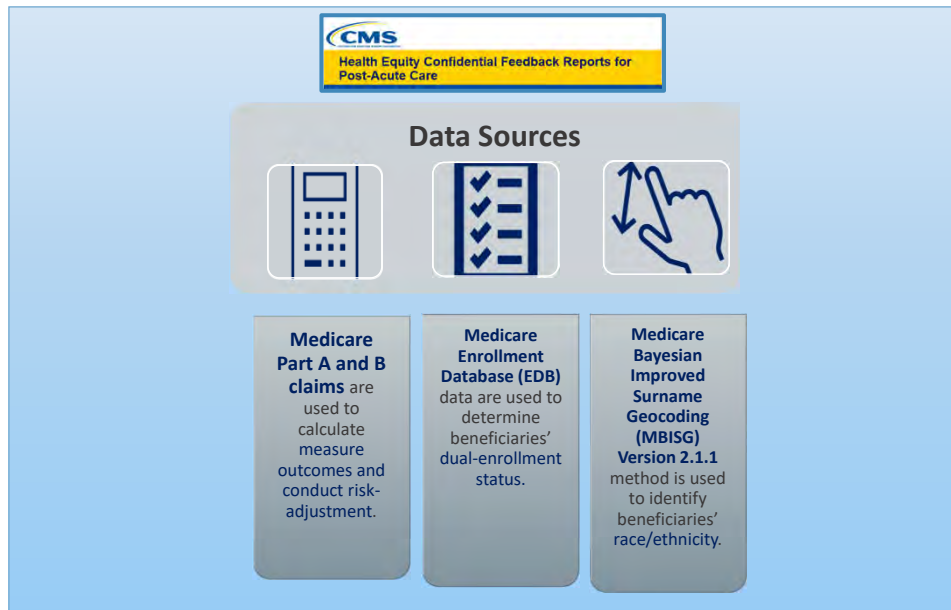 CMS
Health Equity Confidential Feedback Reports for
Post-Acute Care
Data Sources
Medicare
Part A and B
claims are
used to
calculate
measure
outcomes and
conduct risk-
adjustment.
Medicare
Enrollment
Database (EDB)
data are used to
determine
beneficiaries’
dual-enrollment
status.
Medicare
Bayesian
Improved
Surname
Geocoding
(MBISG)
Version 2.1.1
method is used
to identify
beneficiaries’
race/ethnicity.